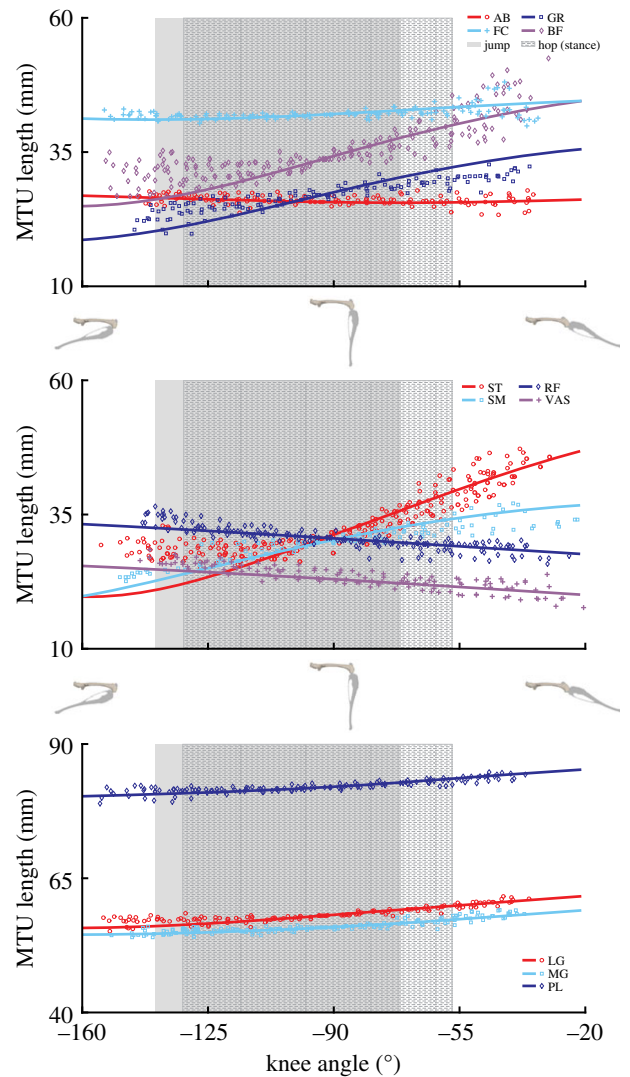 60
AB GR
FC BF
jump hop (stance)
MTU length (mm)
35
10
60
ST RF
SM VAS
MTU length (mm)
35
10
90
MTU length (mm)
65
LG
MG
PL
40
–160 –125 –90 –55 –20
knee angle (°)